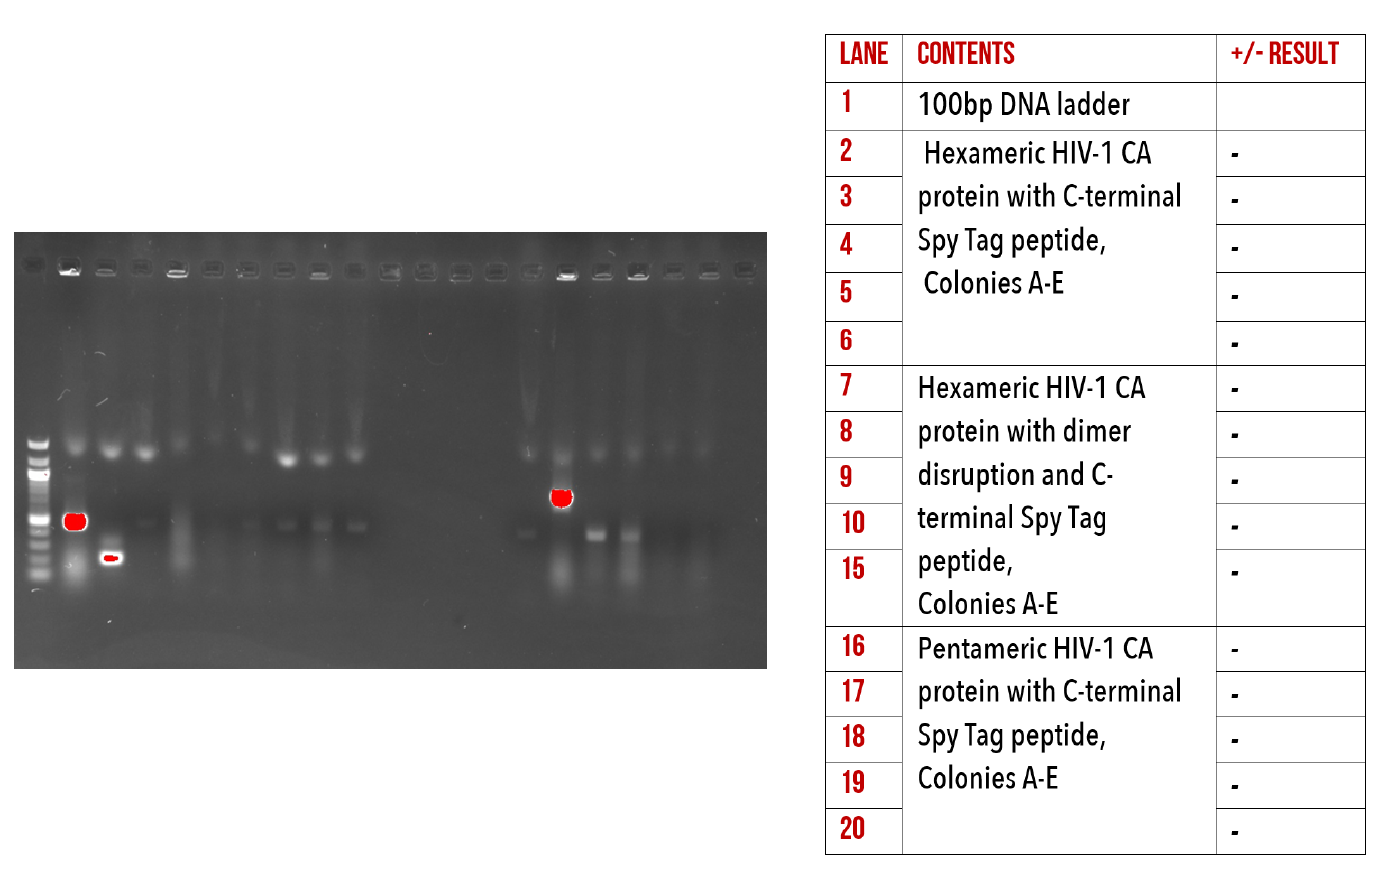 LANE CONTENTS +/- RESULT
1 100bp DNA ladder
2 Hexameric HIV-1 CA -
3 protein with C-terminal -
4 Spy Tag peptide, -
5 Colonies A-E -
6 -
7 Hexameric HIV-1 CA -
8 protein with dimer -
9 disruption and C- -
10 terminal Spy Tag -
15 peptide, -
Colonies A-E
16 Pentameric HIV-1 CA -
17 protein with C-terminal -
18 Spy Tag peptide, -
19 Colonies A-E -
20 -